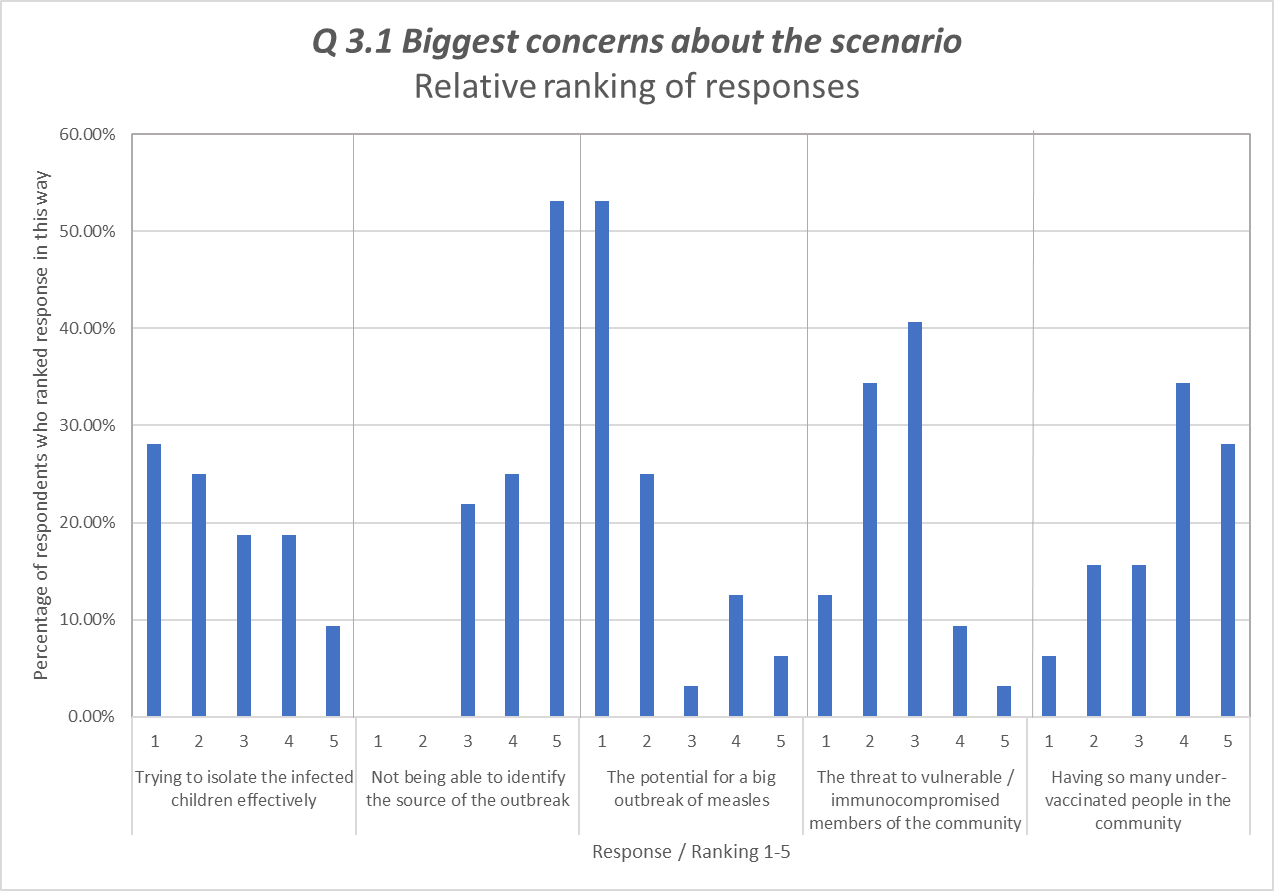 Q 3.1 Biggest concerns about the scenario
Relative ranking of responses
Percentage of respondents who ranked response in this way
60.00%
50.00%
40.00%
30.00%
20.00%
10.00%
0.00%
1 2 3 4 5 1 2 3 4 5 1 2 3 4 5 1 2 3 4 5 1 2 3 4 5
Trying to isolate the infected
children effectively
Not being able to identify
the source of the outbreak
The potential for a big
outbreak of measles
The threat to vulnerable /
immunocompromised
members of the community
Having so many under-
vaccinated people in the
community
Response / Ranking 1-5